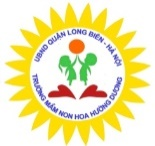 UBND QUẬN LONG BIÊN - HÀ NỘI
TRƯỜNG MẦM NON HOA HƯỚNG DƯƠNG